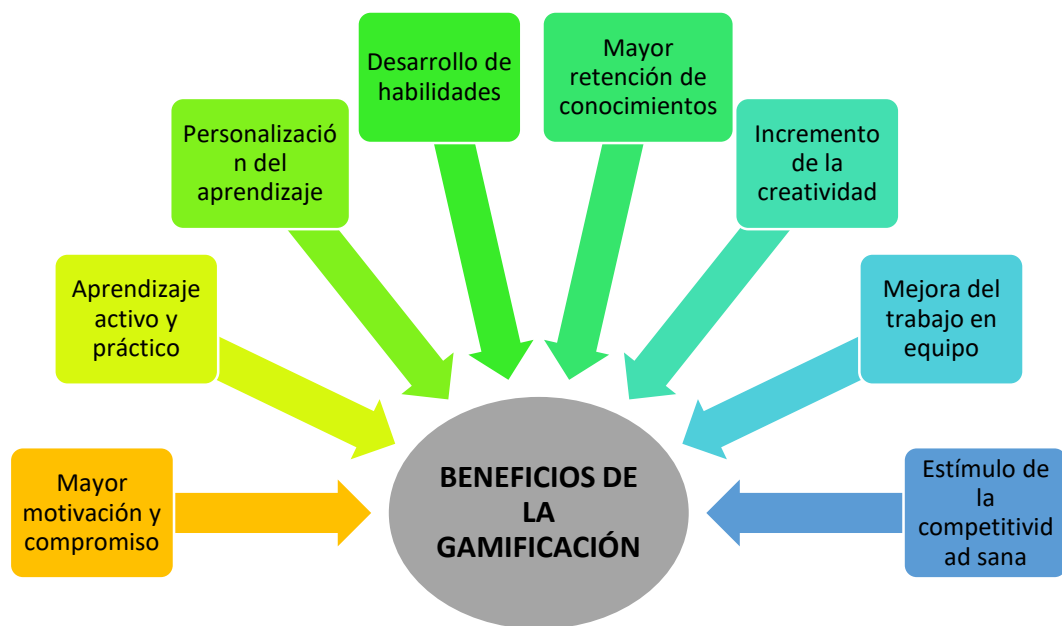 Mayor
motivación y
compromiso
Aprendizaje
activo y
práctico
Personalizació
n del
aprendizaje
Desarrollo de
habilidades
Mayor
retención de
conocimientos
Incremento
de la
creatividad
Mejora del
trabajo en
equipo
Estímulo de
la
competitivid
ad sana
BENEFICIOS DE
LA
GAMIFICACIÓN